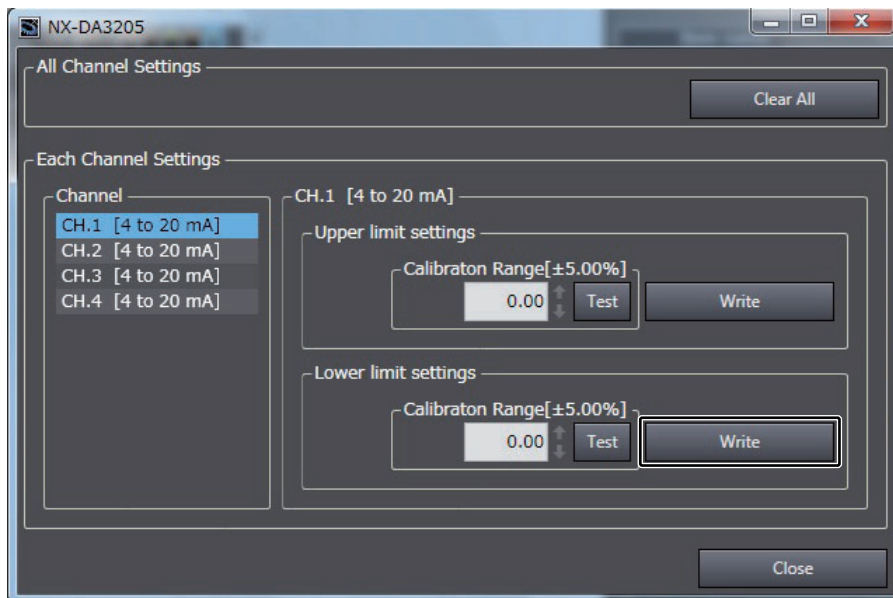 NX-DA3205
All Channel Settings
Clear All
Each Channel Settings
Channel
CH.1 [4 to 20 mA]
CH.2 [4 to 20 mA]
CH.3 [4 to 20 mA]
CH.4 [4 to 20 mA]
CH.1 [4 to 20 mA]
Upper limit settings
Calibraton Range[±5.00%]
0.00 Test Write
Lower limit settings
Calibraton Range[±5.00%]
0.00 Test Write
Close